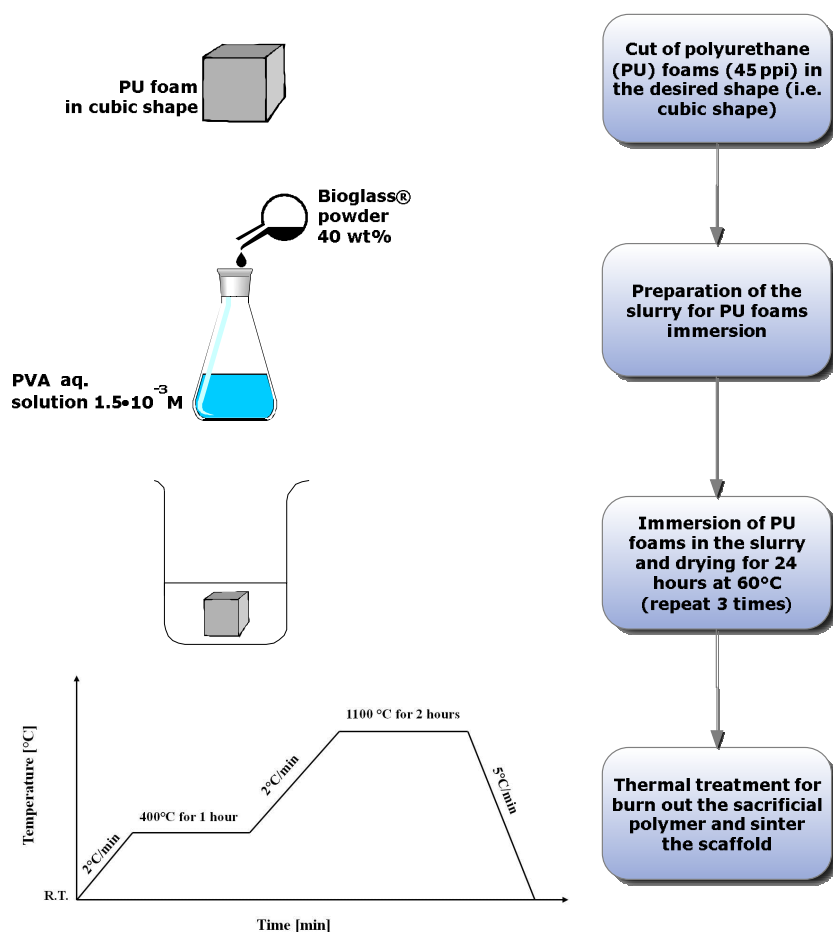 PU foam
in cubic shape
Cut of polyurethane
(PU) foams (45 ppi) in
the desired shape (i.e.
cubic shape)
Bioglass®
powder
40 wt%
PVA aq.
solution 1.5•10⁻³ M
Preparation of the
slurry for PU foams
immersion
Immersion of PU
foams in the slurry
and drying for 24
hours at 60°C
(repeat 3 times)
Temperature [°C]
R.T.
2°C/min
400°C for 1 hour
2°C/min
1100 °C for 2 hours
5°C/min
Time [min]
Thermal treatment for
burn out the sacrificial
polymer and sinter
the scaffold